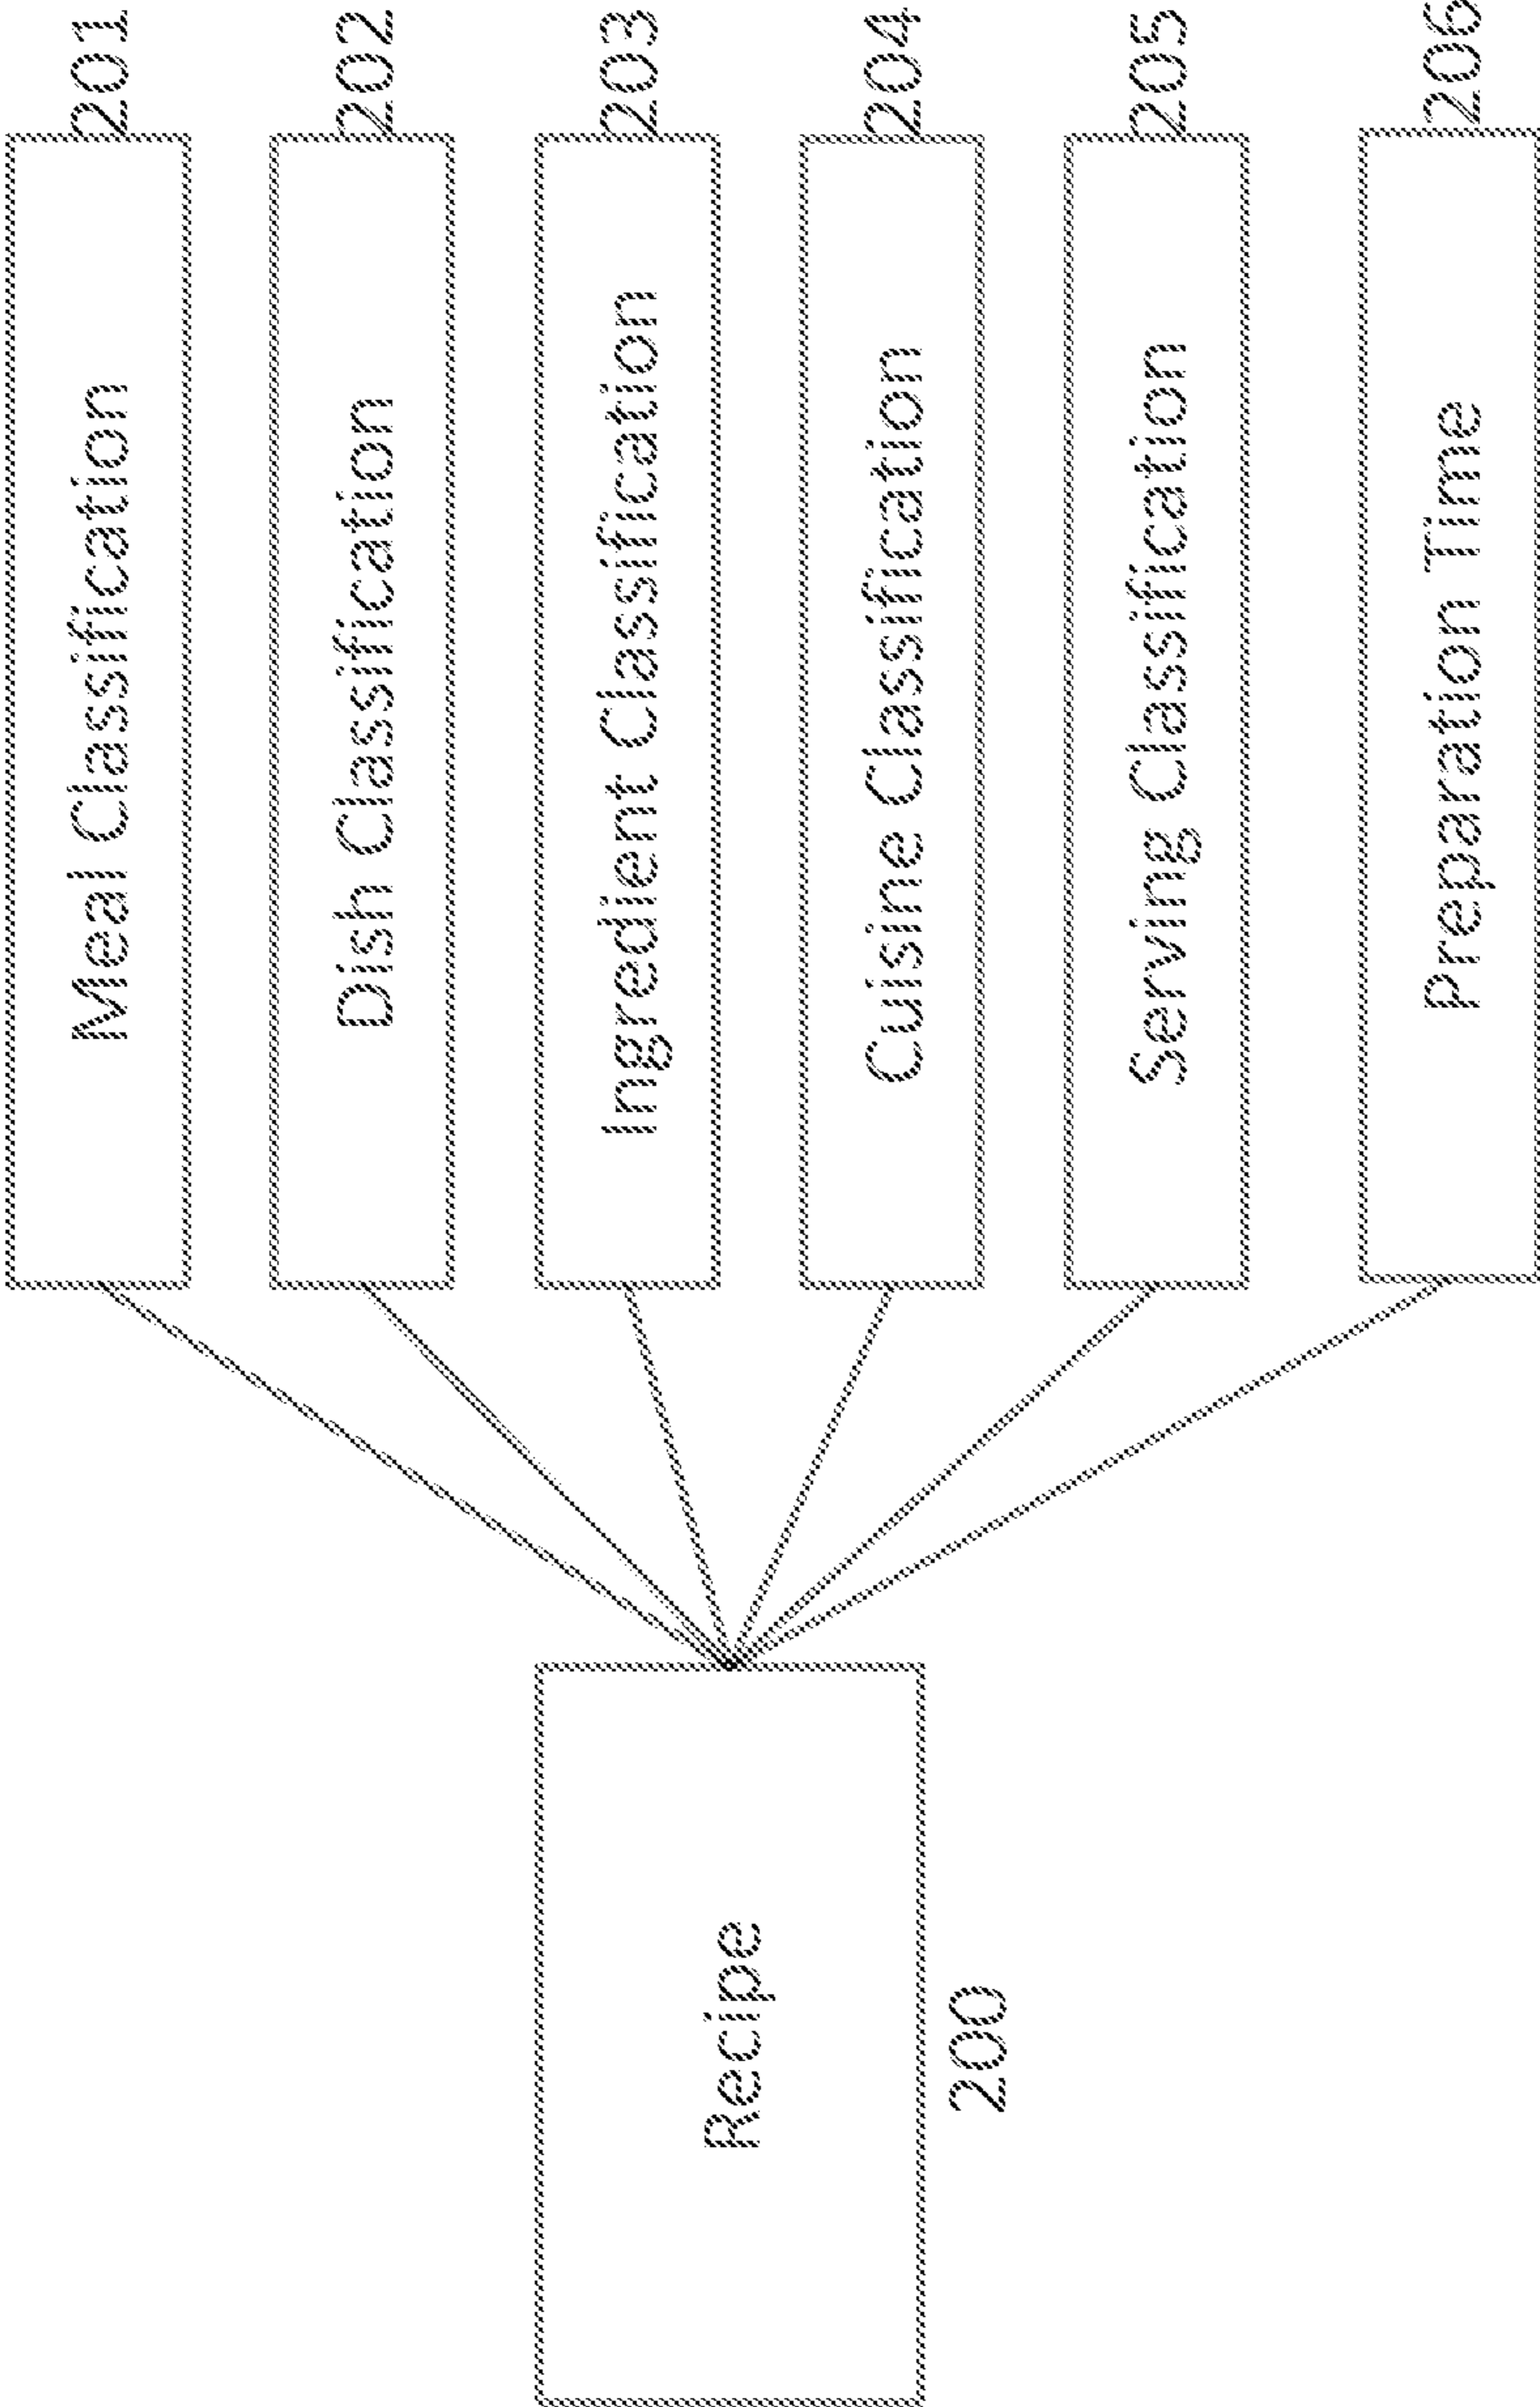 Meal Classification
201
Dish Classification
202
Ingredient Classification
203
Recipe
200
Cuisine Classification
204
Serving Classification
205
Preparation Time
206